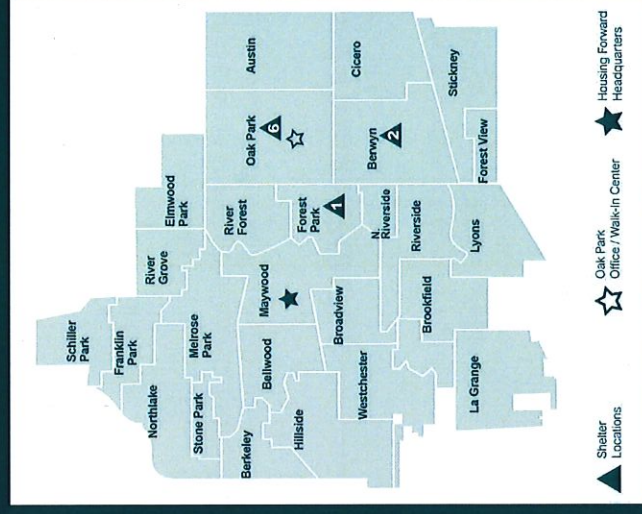 Schiller
Park
Franklin
Park
Northlake
River
Grove
Elmwood
Park
Stone Park
Melrose
Park
Berkeley
Bellwood
Maywood
River
Forest
Oak Park
6
Austin
Hillside
Forest
Park
1
Westchester
Broadview
N.
Riverside
Berwyn
2
Cicero
Brookfield
Riverside
La Grange
Lyons
Forest View
Stickney
Shelter
Locations
Oak Park
Office / Walk-In Center
Housing Forward
Headquarters